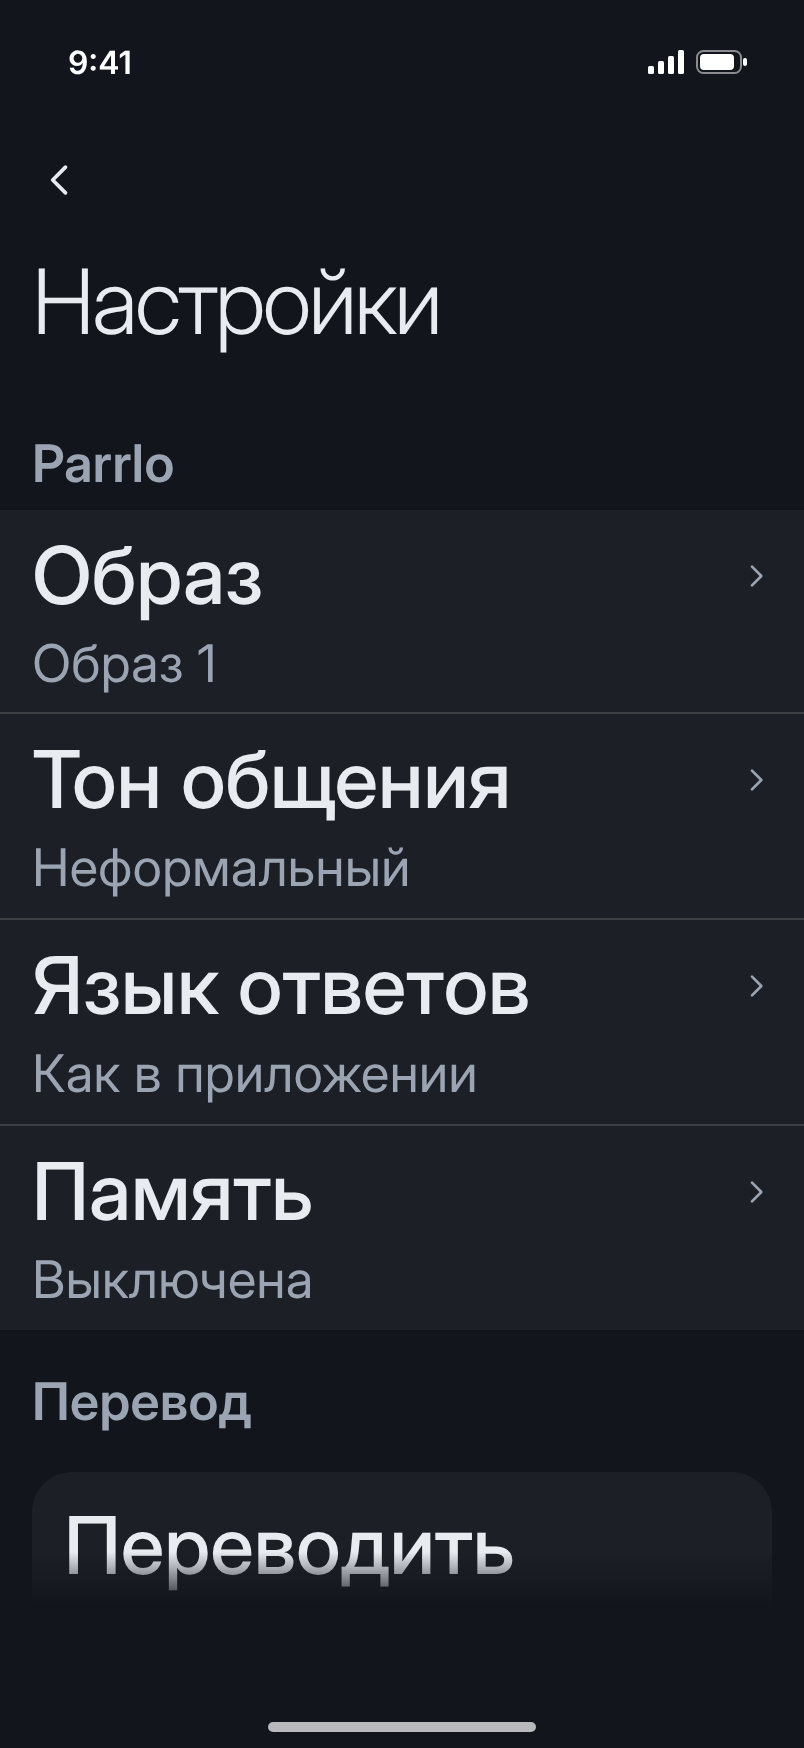 9:41
Настройки
Parrlo
Образ
Образ 1
Тон общения
Неформальный
Язык ответов
Как в приложении
Память
Выключена
Перевод
Переводить